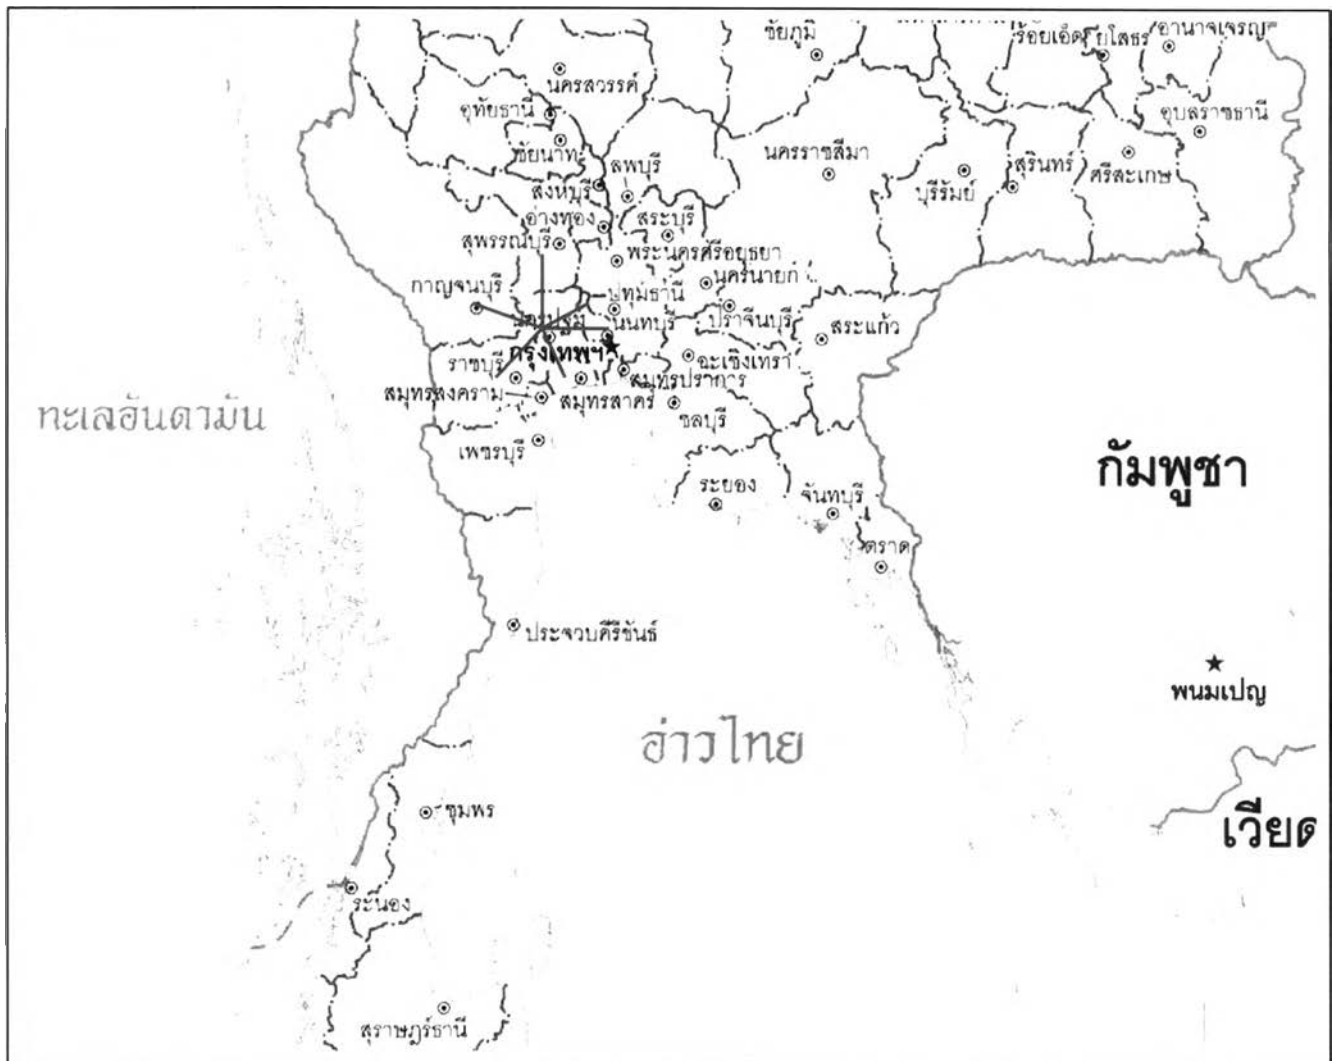 ชัยภูมิ
ร้อยเอ็ด
ยโสธร
อำนาจเจริญ
นครสวรรค์
อุทัยธานี
อุบลราชธานี
ชัยนาท
ลพบุรี
นครราชสีมา
สุรินทร์
ศรีสะเกษ
บุรีรัมย์
สิงห์บุรี
อ่างทอง
สระบุรี
สุพรรณบุรี
พระนครศรีอยุธยา
นครนายก
กาญจนบุรี
ปทุมธานี
ปราจีนบุรี
นครปฐม
นนทบุรี
สระแก้ว
กรุงเทพฯ
ฉะเชิงเทรา
ราชบุรี
สมุทรปราการ
สมุทรสงคราม
สมุทรสาคร
ทะเลอันดามัน
ชลบุรี
เพชรบุรี
กัมพูชา
ระยอง
จันทบุรี
ตราด
ประจวบคีรีขันธ์
พนมเปญ
อ่าวไทย
ชุมพร
เวียด
ระนอง
สุราษฎร์ธานี